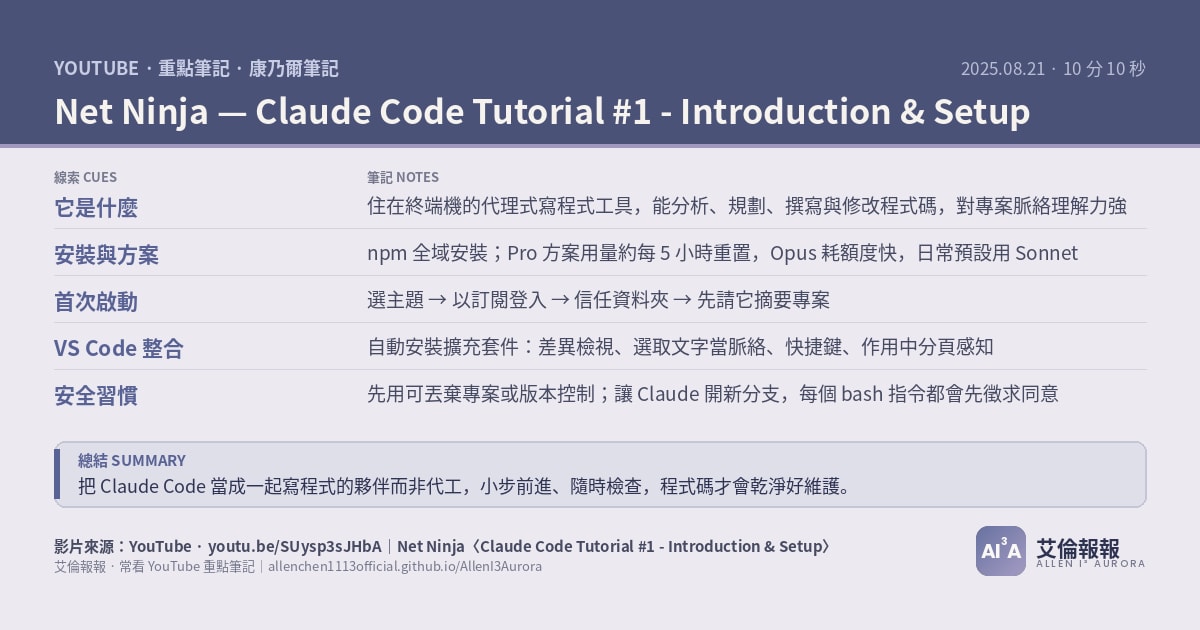 YOUTUBE · 重點筆記 · 康乃爾筆記
2025.08.21 · 10 分 10 秒
Net Ninja — Claude Code Tutorial #1 - Introduction & Setup
線索 CUES
筆記 NOTES
它是什麼
住在終端機的代理式寫程式工具，能分析、規劃、撰寫與修改程式碼，對專案脈絡理解力強
安裝與方案
npm 全域安裝；Pro 方案用量約每 5 小時重置，Opus 耗額度快，日常預設用 Sonnet
首次啟動
選主題 → 以訂閱登入 → 信任資料夾 → 先請它摘要專案
VS Code 整合
自動安裝擴充套件：差異檢視、選取文字當脈絡、快捷鍵、作用中分頁感知
安全習慣
先用可丟棄專案或版本控制；讓 Claude 開新分支，每個 bash 指令都會先徵求同意
總結 SUMMARY
把 Claude Code 當成一起寫程式的夥伴而非代工，小步前進、隨時檢查，程式碼才會乾淨好維護。
影片來源：YouTube · youtu.be/SUysp3sJHbA｜Net Ninja〈Claude Code Tutorial #1 - Introduction & Setup〉
艾倫報報 · 常看 YouTube 重點筆記｜allenchen1113official.github.io/AllenI3Aurora
AI³A
艾倫報報
ALLEN I³ AURORA